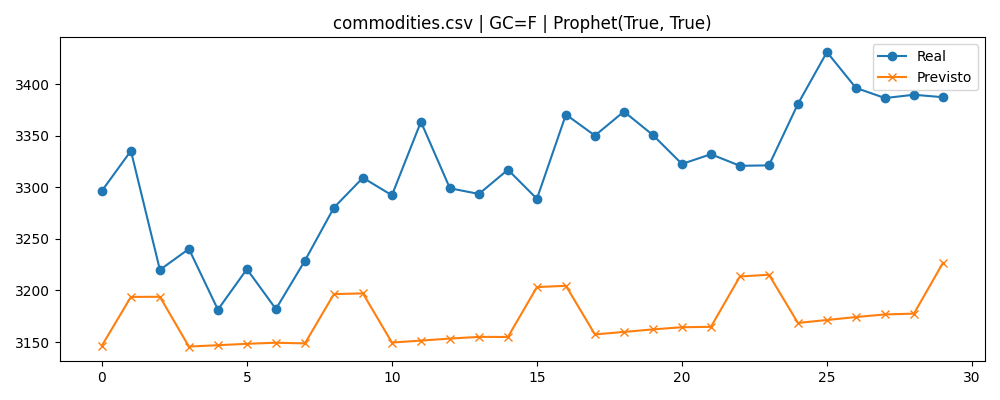 commodities.csv | GC=F | Prophet(True, True)
Real
Previsto
3400
3350
3300
3250
3200
3150
0 5 10 15 20 25 30